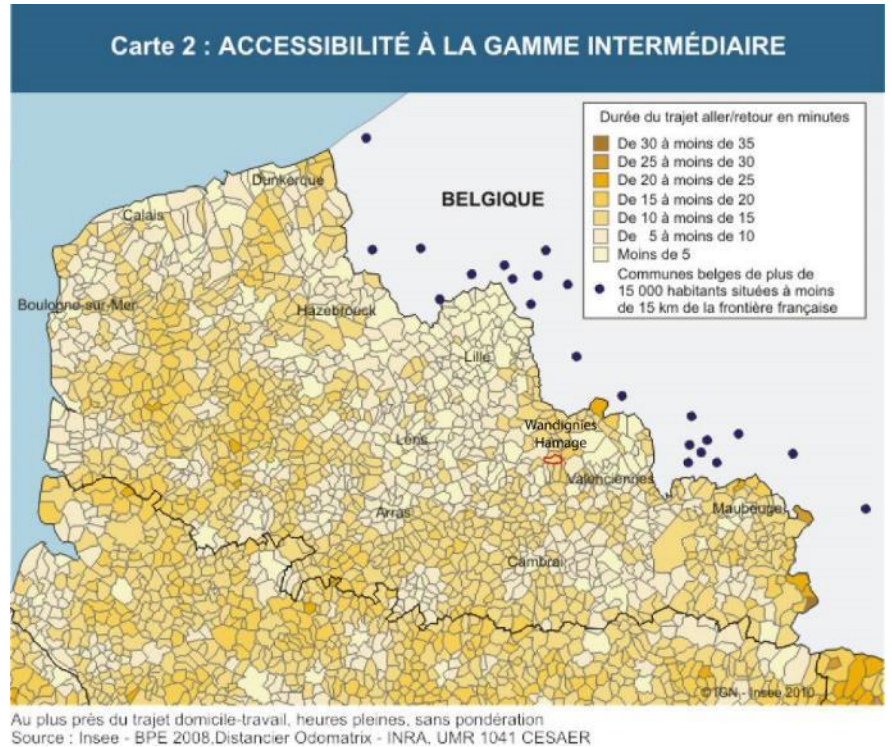 Carte 2 : ACCESSIBILITÉ À LA GAMME INTERMÉDIAIRE
Durée du trajet aller/retour en minutes
De 30 à moins de 35
De 25 à moins de 30
De 20 à moins de 25
De 15 à moins de 20
De 10 à moins de 15
De 5 à moins de 10
Moins de 5
Communes belges de plus de
15 000 habitants situées à moins
de 15 km de la frontière française
BELGIQUE
Dunkerque
Calais
Boulogne-sur-Mer
Hazebrouck
Lille
Wandignies
Hamage
Lens
Valenciennes
Arras
Maubeuge
Cambrai
©IGN - Insee 2010
Au plus près du trajet domicile-travail, heures pleines, sans pondération
Source : Insee - BPE 2008,Distancier Odomatrix - INRA, UMR 1041 CESAER